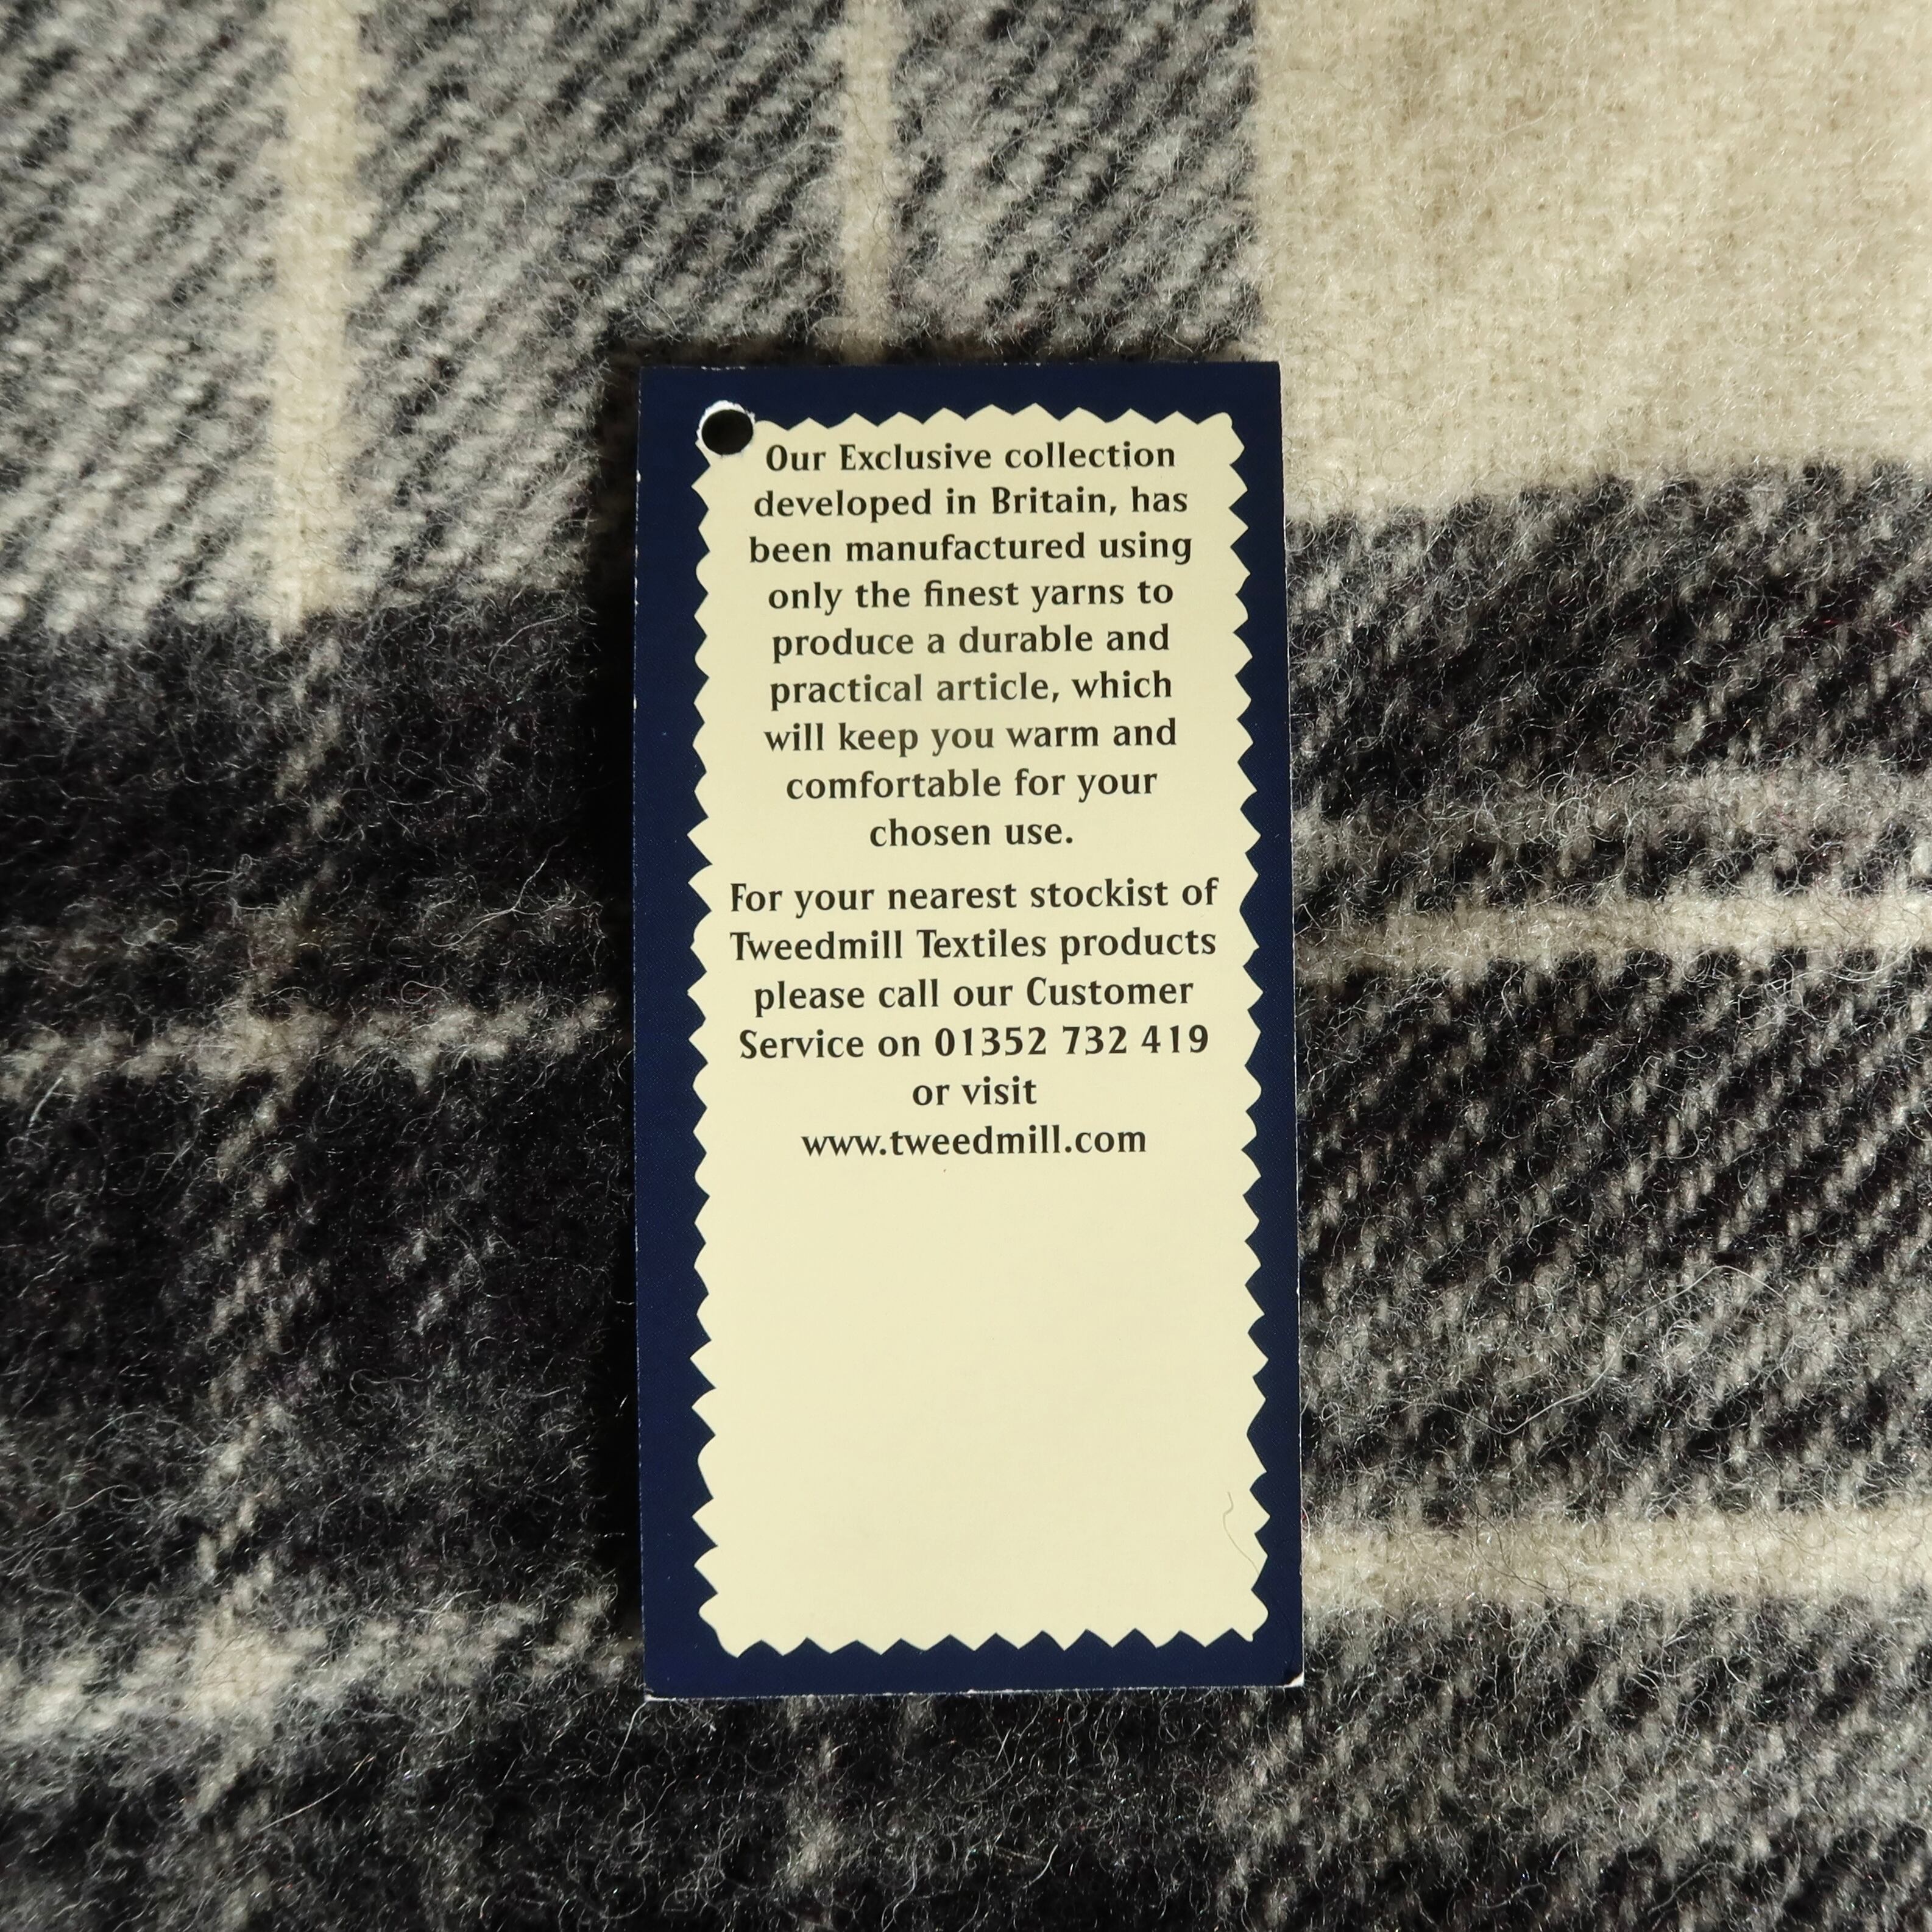 Our Exclusive collection
developed in Britain, has
been manufactured using
only the finest yarns to
produce a durable and
practical article, which
will keep you warm and
comfortable for your
chosen use.
For your nearest stockist of
Tweedmill Textiles products
please call our Customer
Service on 01352 732 419
or visit
www.tweedmill.com